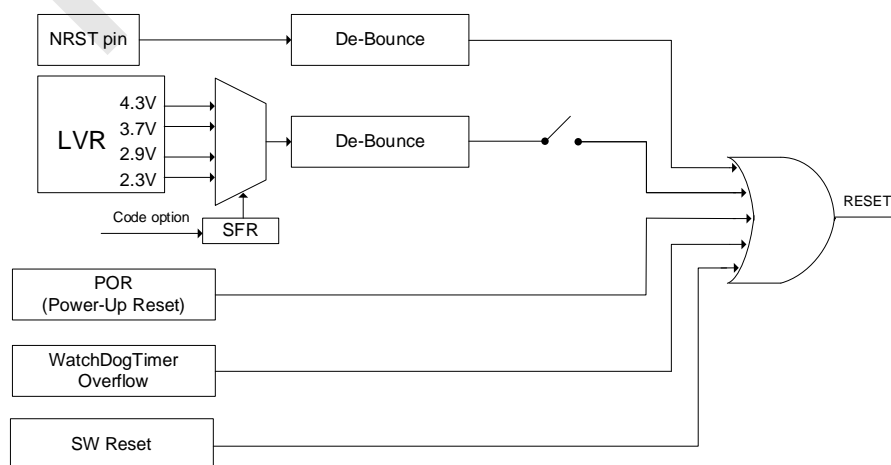 NRST pin
De-Bounce
LVR
4.3V
3.7V
2.9V
2.3V
De-Bounce
Code option
SFR
RESET
POR
(Power-Up Reset)
WatchDogTimer
Overflow
SW Reset